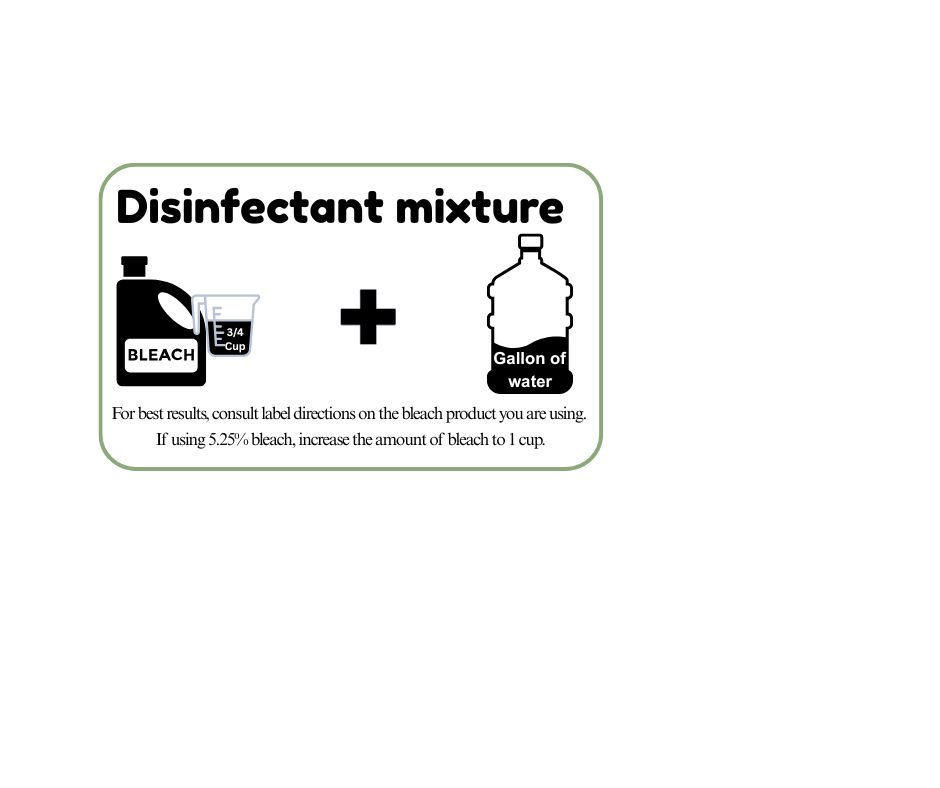 Disinfectant mixture
BLEACH
3/4
Cup
Gallon of
water
For best results, consult label directions on the bleach product you are using.
If using 5.25% bleach, increase the amount of bleach to 1 cup.